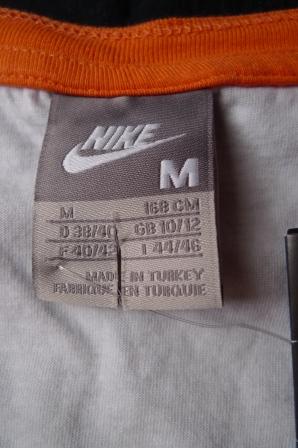 NIKE
M
M 168 CM
D 38/40 GB 10/12
F 40/42 I 44/46
MADE IN TURKEY
FABRIQUE EN TURQUIE